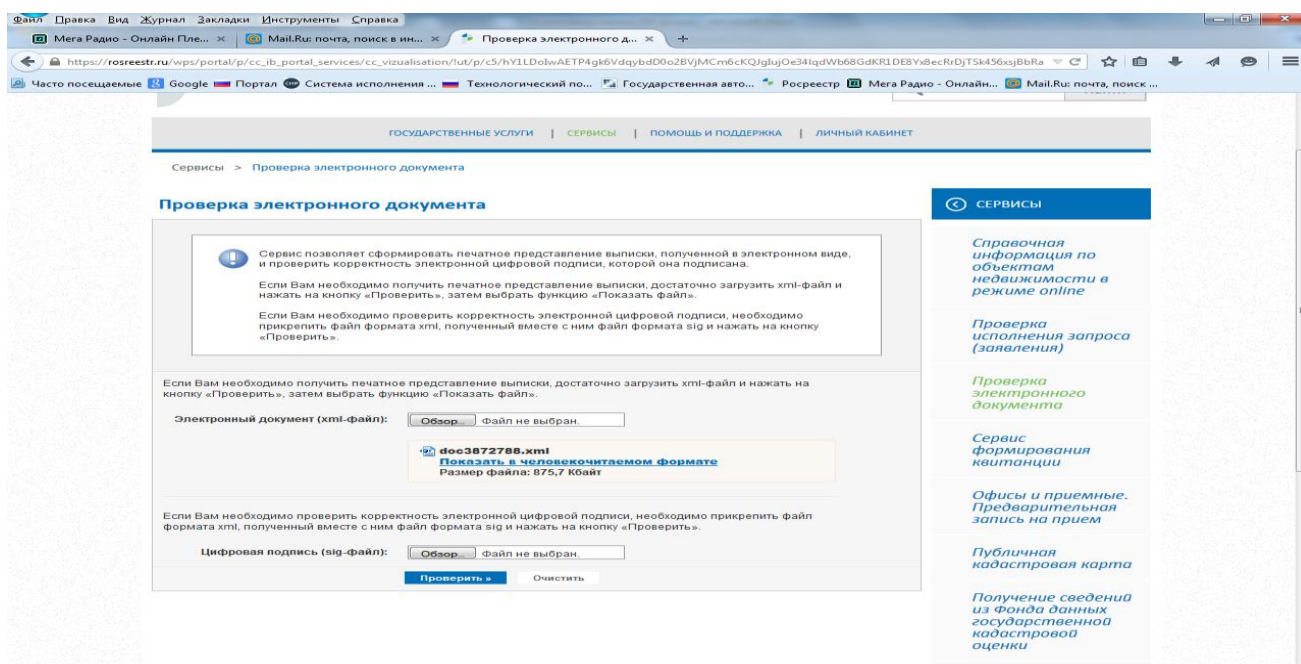 Файл Правка Вид Журнал Закладки Инструменты Справка
Мега Радио - Онлайн Пле... × Mail.Ru: почта, поиск в ин... × Проверка электронного д... × +
Часто посещаемые Google Портал Система исполнения ... Технологический по... Государственная авто... Росреестр Мега Радио - Онлайн... Mail.Ru: почта, поиск ...
ГОСУДАРСТВЕННЫЕ УСЛУГИ | СЕРВИСЫ | ПОМОЩЬ И ПОДДЕРЖКА | ЛИЧНЫЙ КАБИНЕТ
Сервисы > Проверка электронного документа
Проверка электронного документа
Сервис позволяет сформировать печатное представление выписки, полученной в электронном виде,
и проверить корректность электронной цифровой подписи, которой она подписана.
Если Вам необходимо получить печатное представление выписки, достаточно загрузить xml-файл и
нажать на кнопку «Проверить», затем выбрать функцию «Показать файл».
Если Вам необходимо проверить корректность электронной цифровой подписи, необходимо
прикрепить файл формата xml, полученный вместе с ним файл формата sig и нажать на кнопку
«Проверить».
Если Вам необходимо получить печатное представление выписки, достаточно загрузить xml-файл и нажать на
кнопку «Проверить», затем выбрать функцию «Показать файл».
Электронный документ (xml-файл): Обзор... Файл не выбран.
doc3872788.xml
Показать в человекочитаемом формате
Размер файла: 875,7 Кбайт
Если Вам необходимо проверить корректность электронной цифровой подписи, необходимо прикрепить файл
формата xml, полученный вместе с ним файл формата sig и нажать на кнопку «Проверить».
Цифровая подпись (sig-файл): Обзор... Файл не выбран.
Проверить » Очистить
СЕРВИСЫ
Справочная
информация по
объектам
недвижимости в
режиме online
Проверка
исполнения запроса
(заявления)
Проверка
электронного
документа
Сервис
формирования
квитанции
Офисы и приемные.
Предварительная
запись на прием
Публичная
кадастровая карта
Получение сведений
из Фонда данных
государственной
кадастровой
оценки